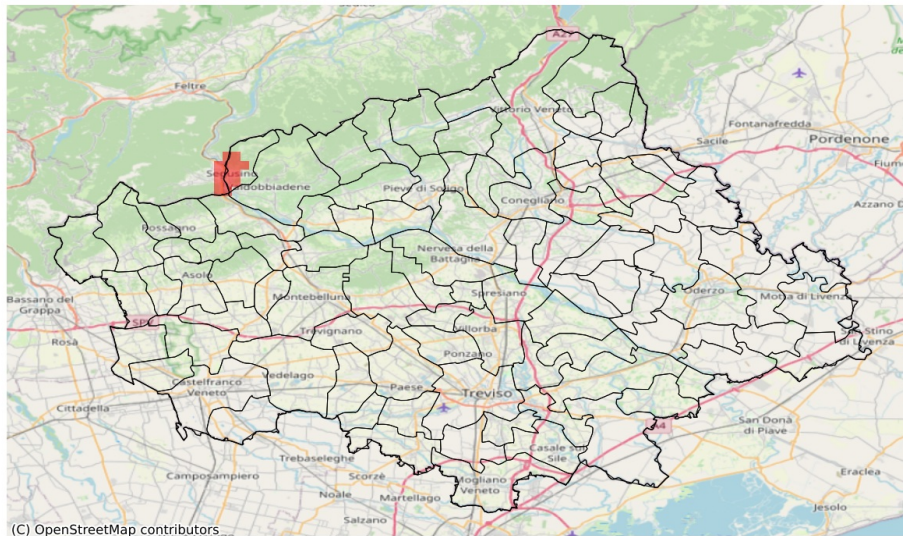 A27
Feltre
Vittorio Veneto
Fontanafredda
Sacile
Pordenone
Fiume
Segusino
Valdobbiadene
Pieve di Soligo
Conegliano
Azzano D
Possagno
Nervesa della
Battaglia
Asolo
Bassano del
Grappa
Montebelluna
Spresiano
Oderzo
Motta di Livenza
Rosà
Trevignano
Villorba
di Livenza
Ponzano
Castelfranco
Veneto
Vedelago
Paese
Treviso
Cittadella
San Donà
di Piave
A4
Trebaseleghe
Casale sul
Sile
Camposampiero
Scorzè
Mogliano
Veneto
Eraclea
Noale
Martellago
Jesolo
Salzano
(C) OpenStreetMap contributors